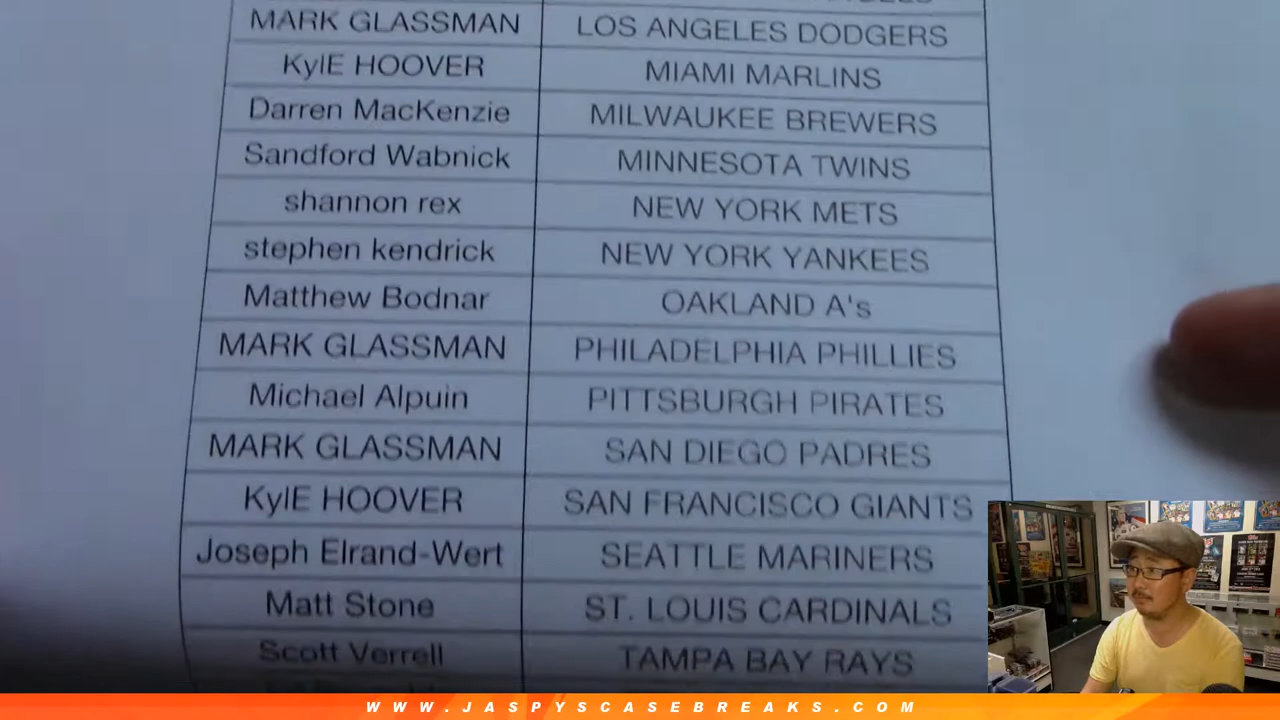 MARK GLASSMAN LOS ANGELES DODGERS
KylE HOOVER MIAMI MARLINS
Darren MacKenzie MILWAUKEE BREWERS
Sandford Wabnick MINNESOTA TWINS
shannon rex NEW YORK METS
stephen kendrick NEW YORK YANKEES
Matthew Bodnar OAKLAND A's
MARK GLASSMAN PHILADELPHIA PHILLIES
Michael Alpuin PITTSBURGH PIRATES
MARK GLASSMAN SAN DIEGO PADRES
KylE HOOVER SAN FRANCISCO GIANTS
Joseph Elrand-Wert SEATTLE MARINERS
Matt Stone ST. LOUIS CARDINALS
Scott Verrell TAMPA BAY RAYS
WWW.JASPYSCASEBREAKS.COM